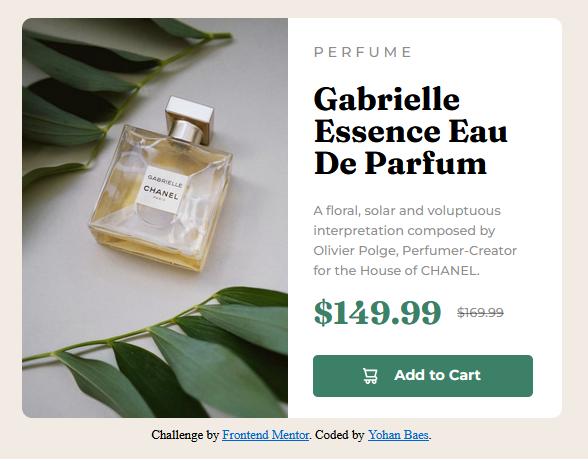 GABRIELLE
CHANEL
PARIS
PERFUME
Gabrielle
Essence Eau
De Parfum
A floral, solar and voluptuous
interpretation composed by
Olivier Polge, Perfumer-Creator
for the House of CHANEL.
$149.99 $169.99
Add to Cart
Challenge by Frontend Mentor. Coded by Yohan Baes.